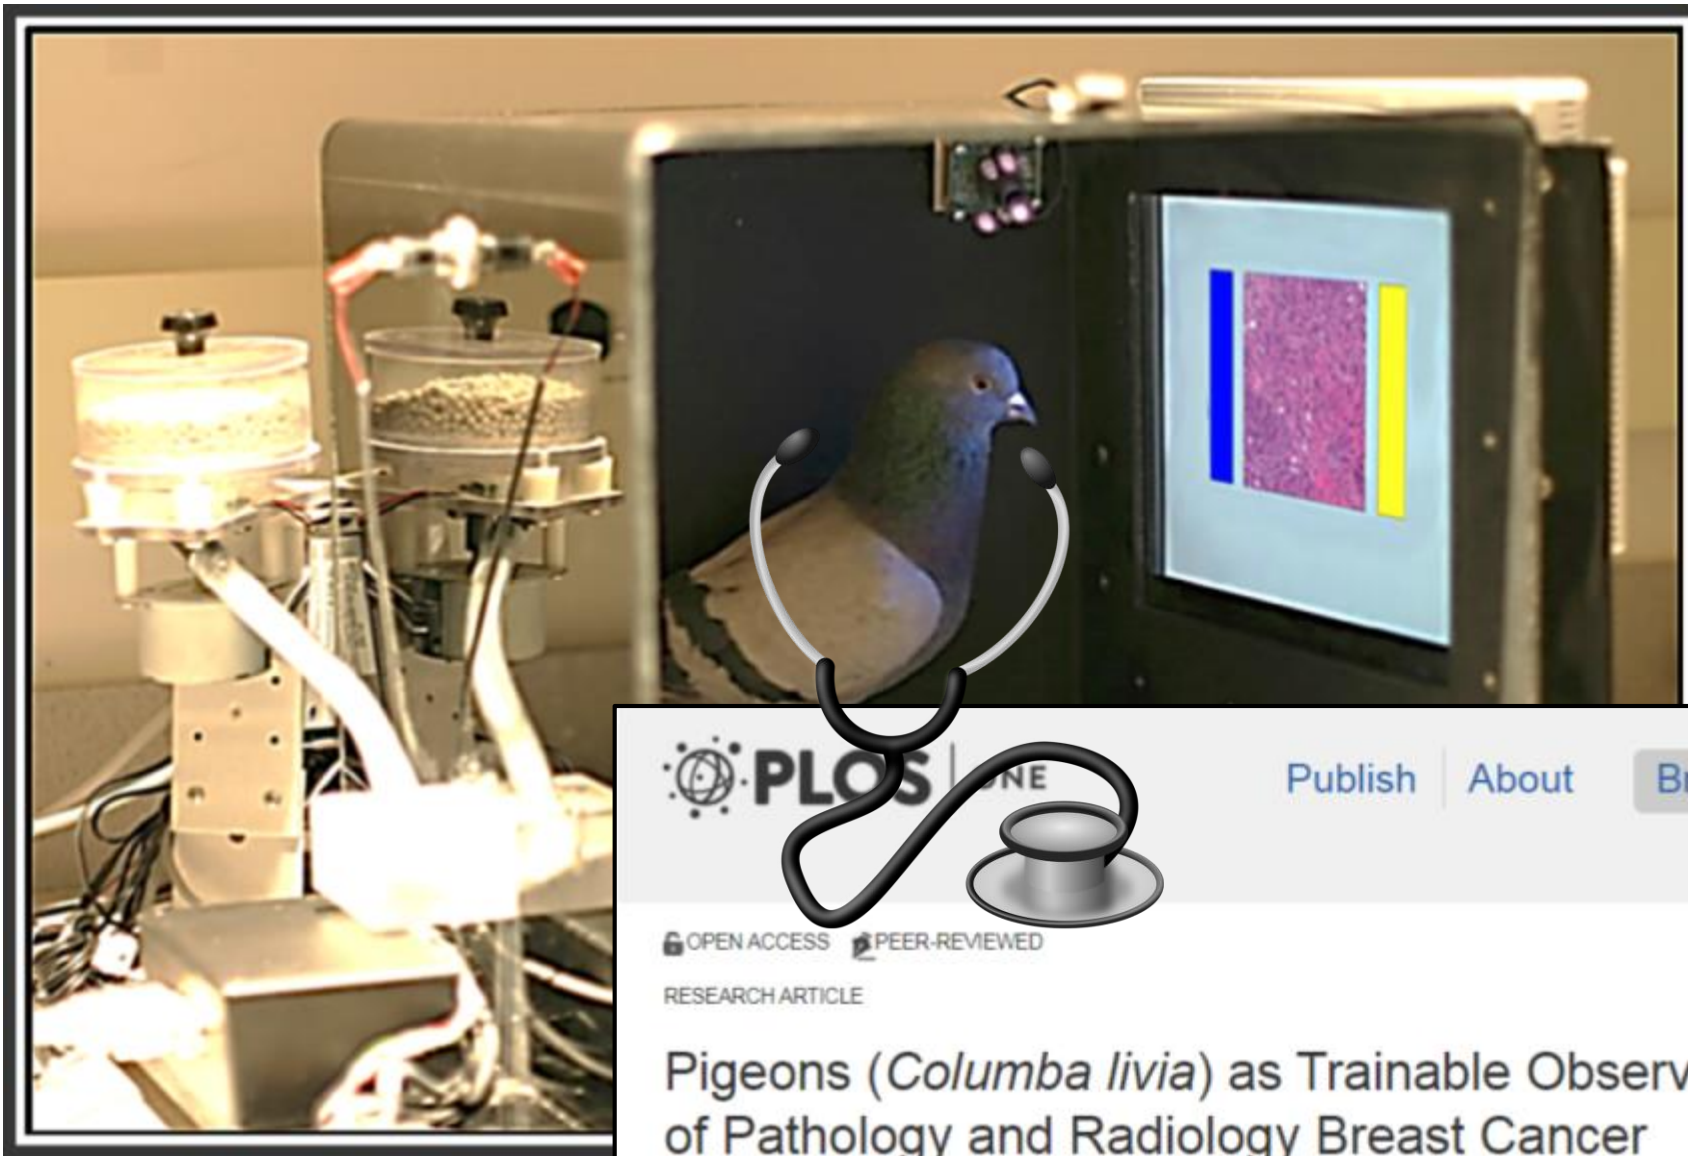 PLOS ONE
Publish
About
OPEN ACCESS
PEER-REVIEWED
RESEARCH ARTICLE
Pigeons (Columba livia) as Trainable Observ
of Pathology and Radiology Breast Cancer